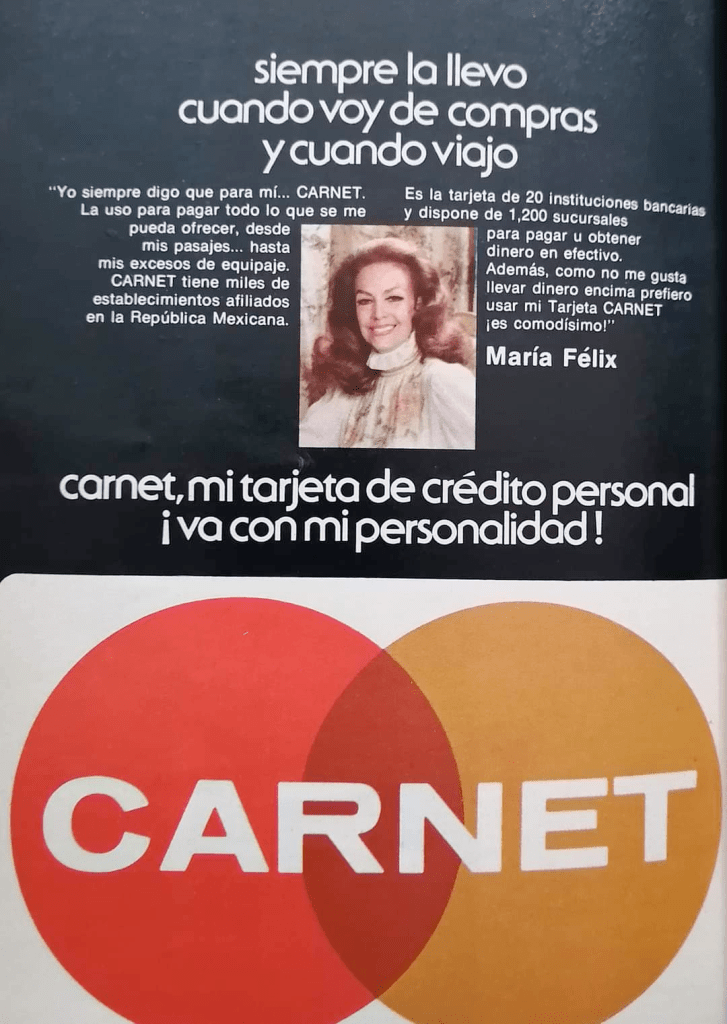 siempre la llevo
cuando voy de compras
y cuando viajo
"Yo siempre digo que para mí... CARNET.
La uso para pagar todo lo que se me
pueda ofrecer, desde
mis pasajes... hasta
mis excesos de equipaje.
CARNET tiene miles de
establecimientos afiliados
en la República Mexicana.
Es la tarjeta de 20 instituciones bancarias
y dispone de 1,200 sucursales
para pagar u obtener
dinero en efectivo.
Además, como no me gusta
llevar dinero encima prefiero
usar mi Tarjeta CARNET
¡es comodísimo!"
María Félix
carnet, mi tarjeta de crédito personal
¡va con mi personalidad!
CARNET